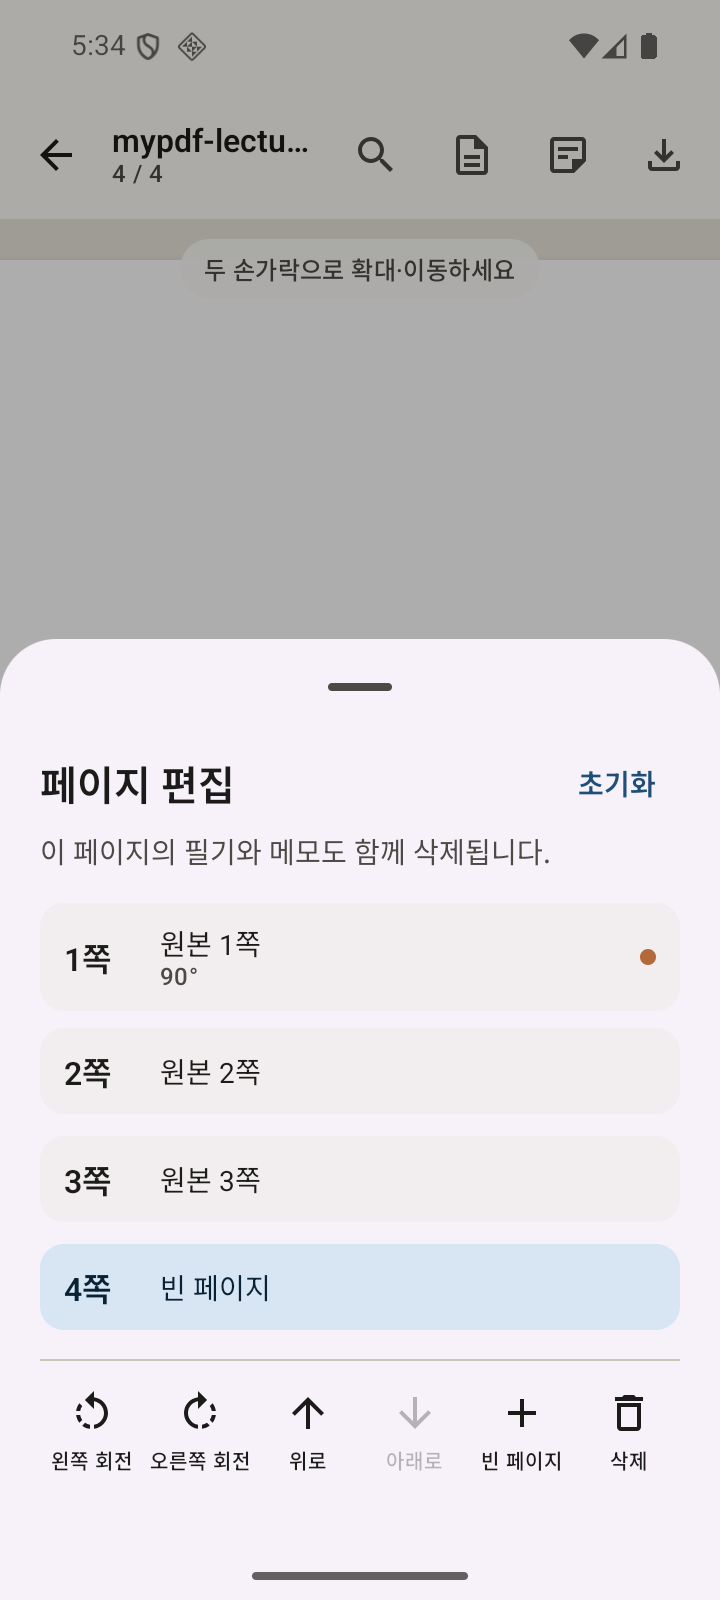 5:34
mypdf-lectu...
4 / 4
두 손가락으로 확대·이동하세요
페이지 편집
초기화
이 페이지의 필기와 메모도 함께 삭제됩니다.
1쪽
원본 1쪽
90°
2쪽
원본 2쪽
3쪽
원본 3쪽
4쪽
빈 페이지
왼쪽 회전
오른쪽 회전
위로
아래로
빈 페이지
삭제